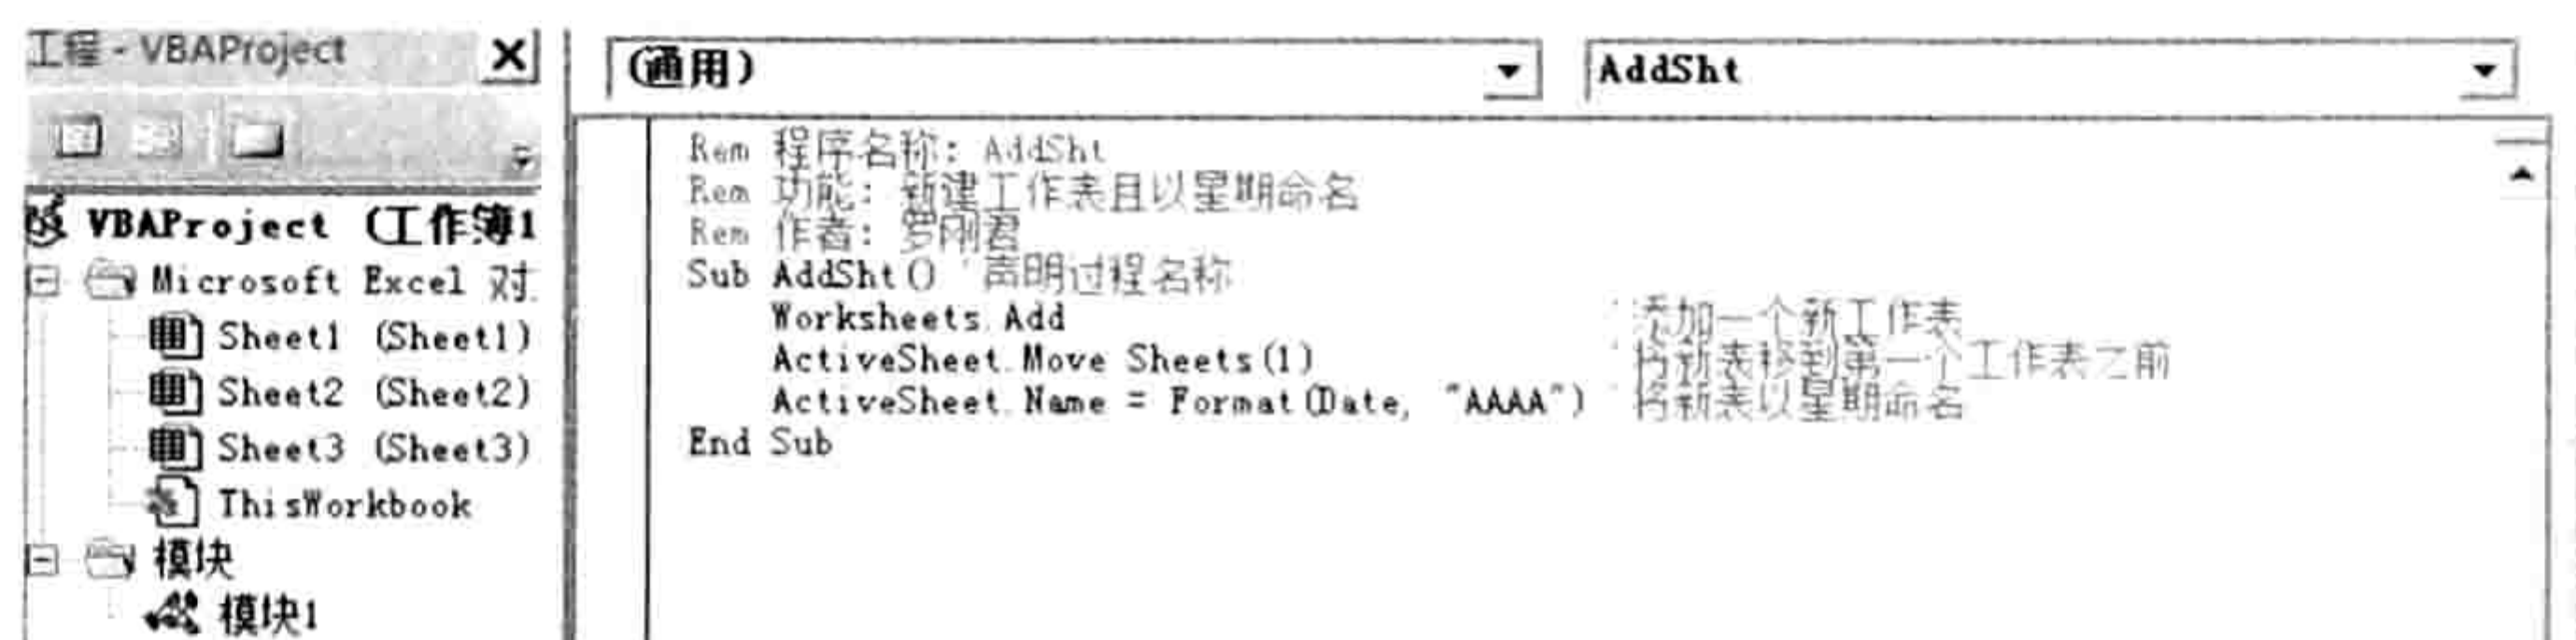 工程 - VBAProject
VBAProject (工作簿1
Microsoft Excel 对
Sheet1 (Sheet1)
Sheet2 (Sheet2)
Sheet3 (Sheet3)
ThisWorkbook
模块
模块1
(通用)
AddSht
Rem 程序名称: AddSht
Rem 功能: 新建工作表且以星期命名
Rem 作者: 罗刚君
Sub AddSht() '声明过程名称
Worksheets.Add '添加一个新工作表
ActiveSheet.Move Sheets(1) '将新表移到第一个工作表之前
ActiveSheet.Name = Format(Date, "AAAA") '将新表以星期命名
End Sub